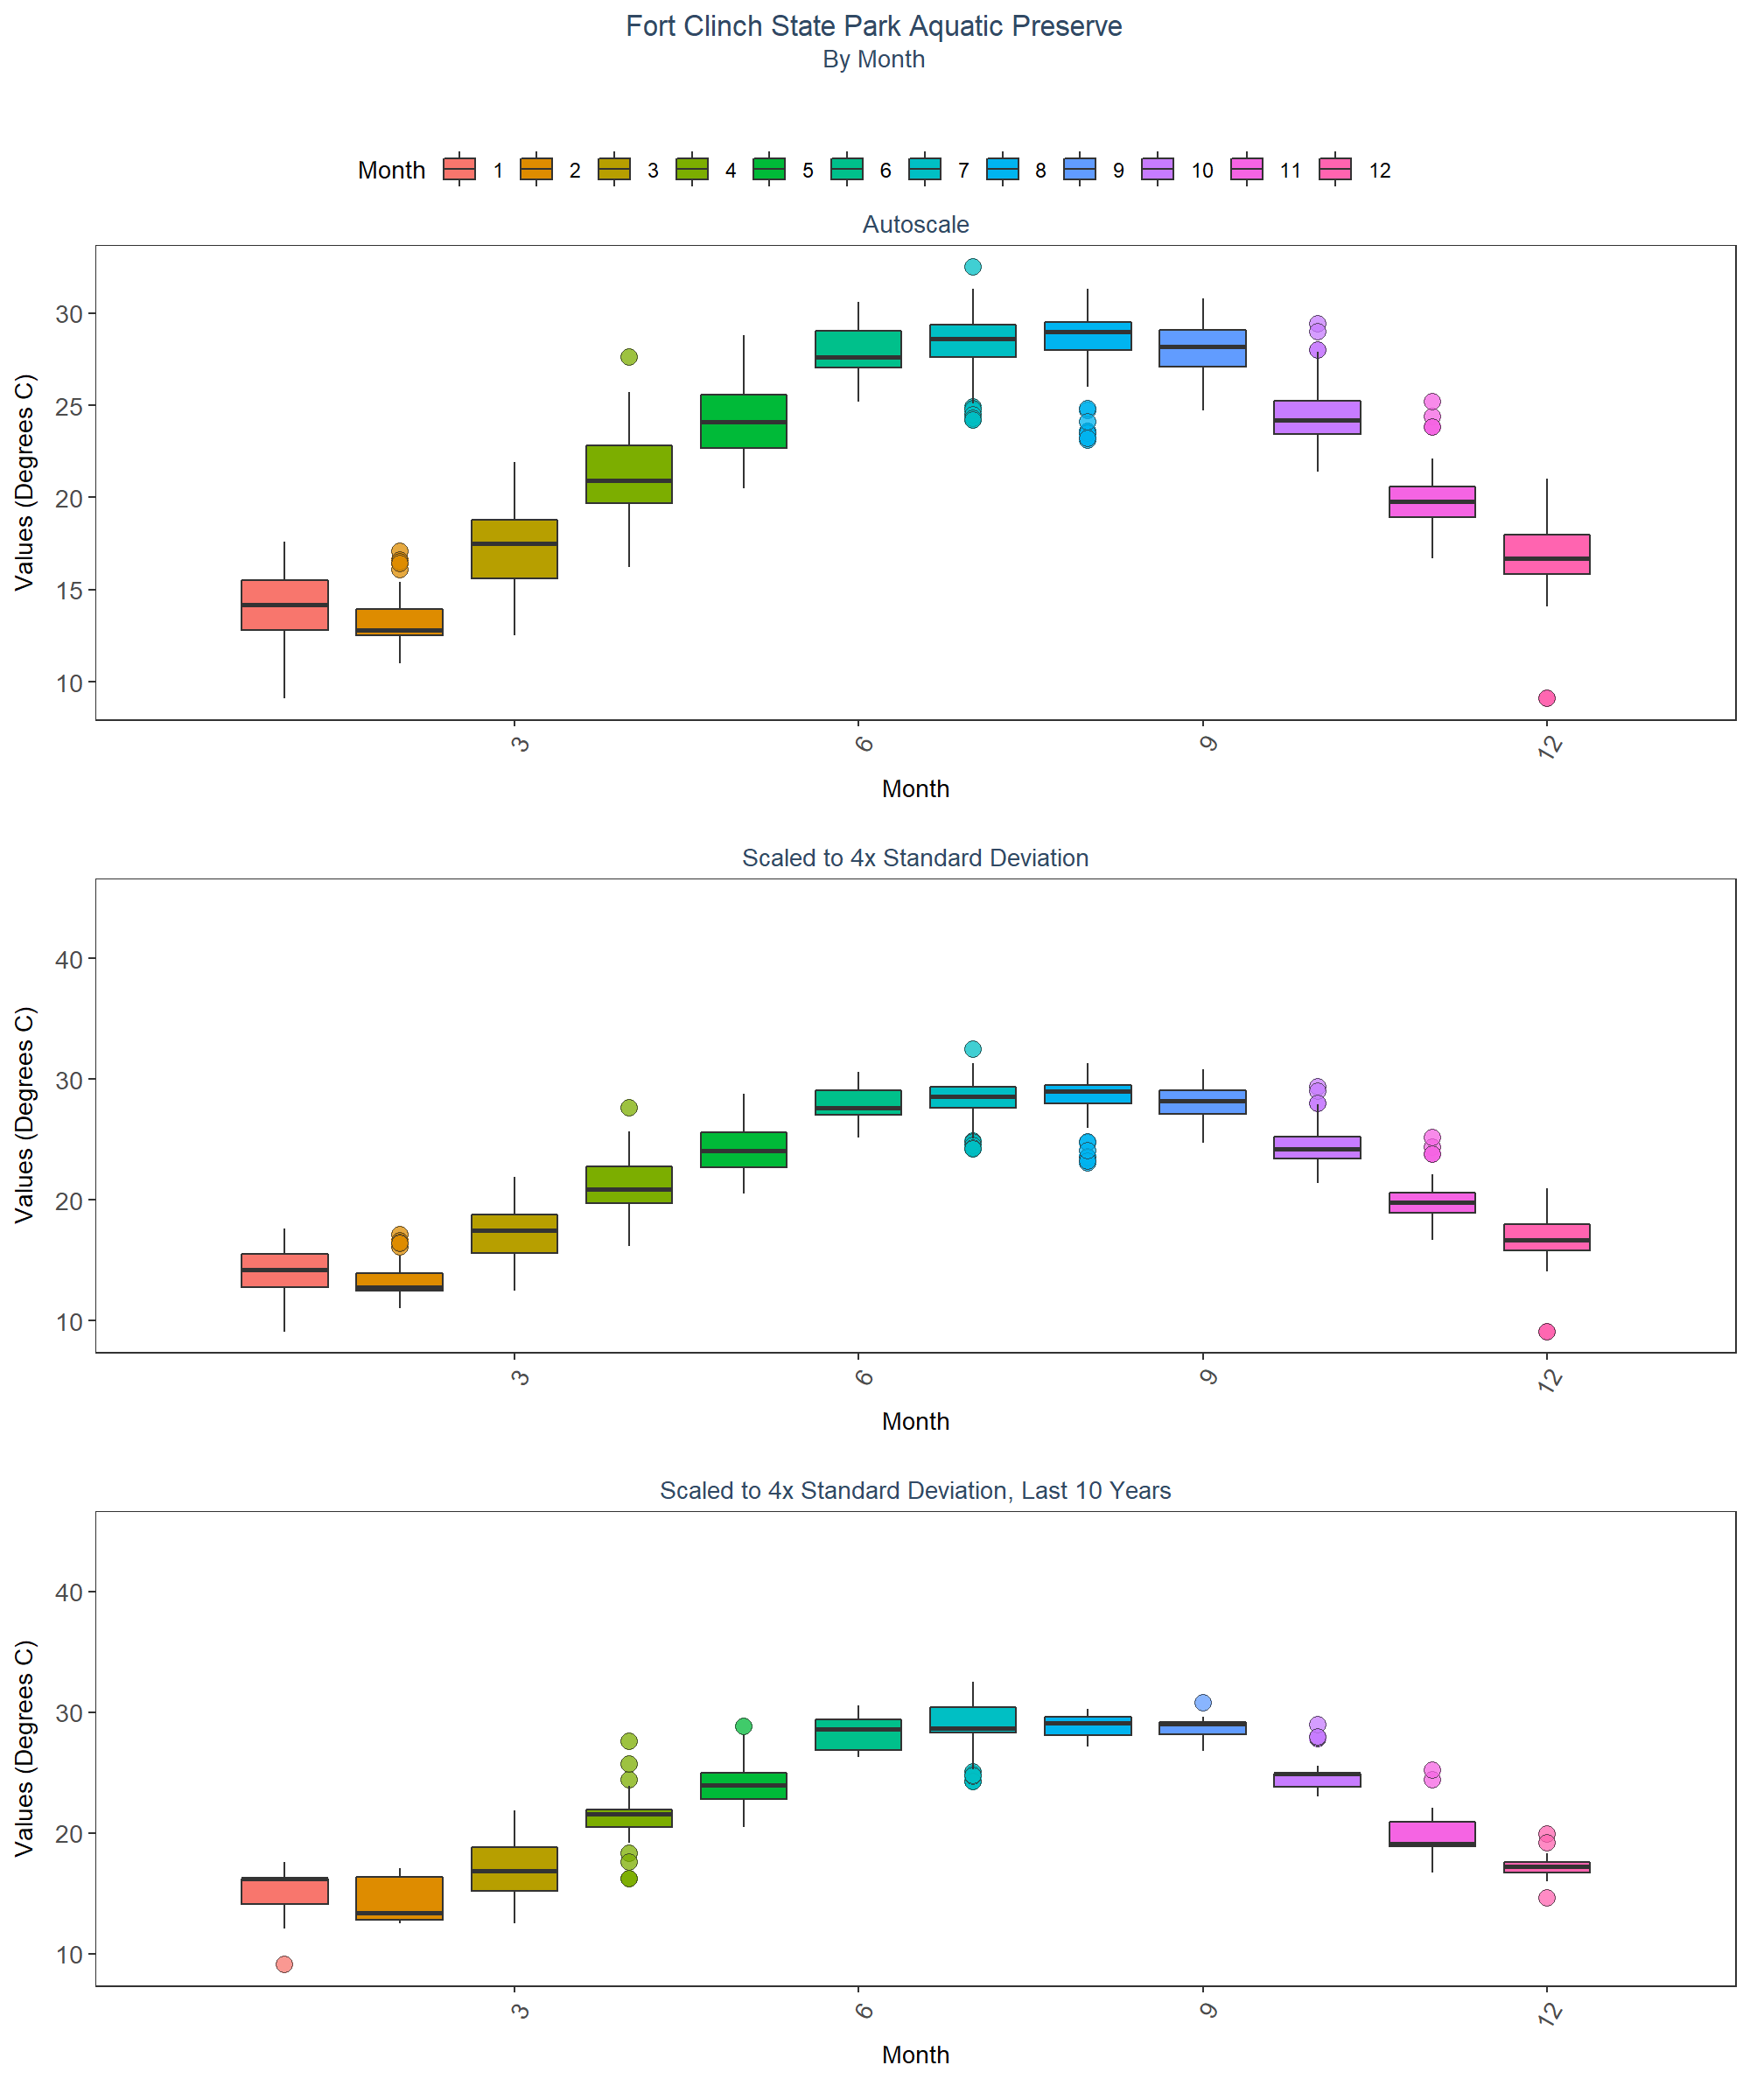 Fort Clinch State Park Aquatic Preserve
By Month
Month 1 2 3 4 5 6 7 8 9 10 11 12
Autoscale
Values (Degrees C)
30
25
20
15
10
3 6 9 12
Month
Scaled to 4x Standard Deviation
Values (Degrees C)
40
30
20
10
3 6 9 12
Month
Scaled to 4x Standard Deviation, Last 10 Years
Values (Degrees C)
40
30
20
10
3 6 9 12
Month